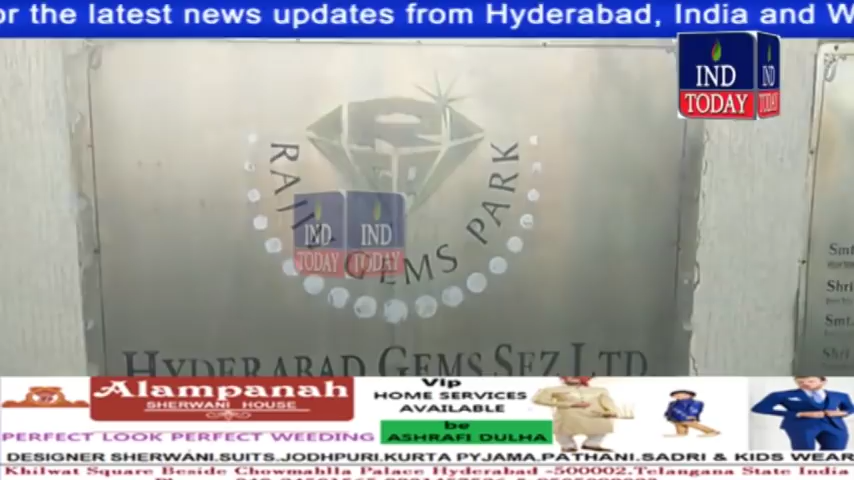 or the latest news updates from Hyderabad, India and W
IND
TODAY
IND
TODAY
GEMS PARK
IND
TODAY
IND
TODAY
HYDERABAD GEMS SEZ LTD.
Smt
Shri
Smt.
Shri
Alampanah
SHERWANI HOUSE
PERFECT LOOK PERFECT WEEDING
Vip
HOME SERVICES
AVAILABLE
be
ASHRAFI DULHA
DESIGNER SHERWANI.SUITS.JODHPURI.KURTA PYJAMA.PATHANI.SADRI & KIDS WEAR
Khilwat Square Beside Chowmahlla Palace Hyderabad -500002.Telangana State India